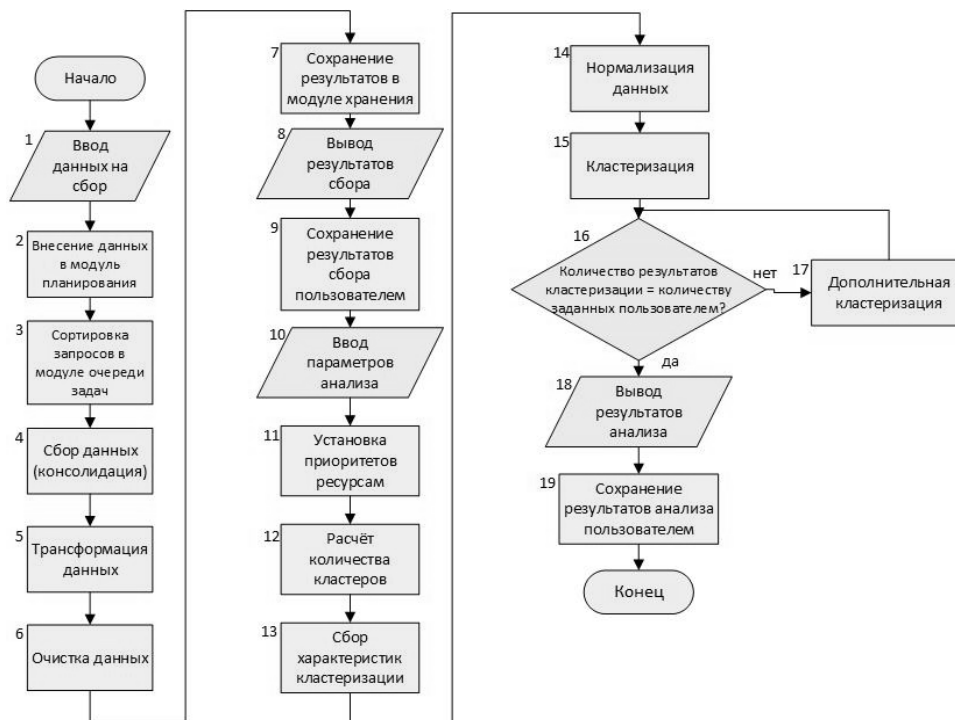 Начало
1
Ввод
данных на
сбор
2
Внесение данных
в модуль
планирования
3
Сортировка
запросов в
модуле очереди
задач
4
Сбор данных
(консолидация)
5
Трансформация
данных
6
Очистка данных
7
Сохранение
результатов в
модуле хранения
8
Вывод
результатов
сбора
9
Сохранение
результатов
сбора
пользователем
10
Ввод
параметров
анализа
11
Установка
приоритетов
ресурсам
12
Расчёт
количества
кластеров
13
Сбор
характеристик
кластеризации
14
Нормализация
данных
15
Кластеризация
16
Количество результатов
кластеризации = количеству
заданных пользователем?
нет
17
Дополнительная
кластеризация
да
18
Вывод
результатов
анализа
19
Сохранение
результатов анализа
пользователем
Конец